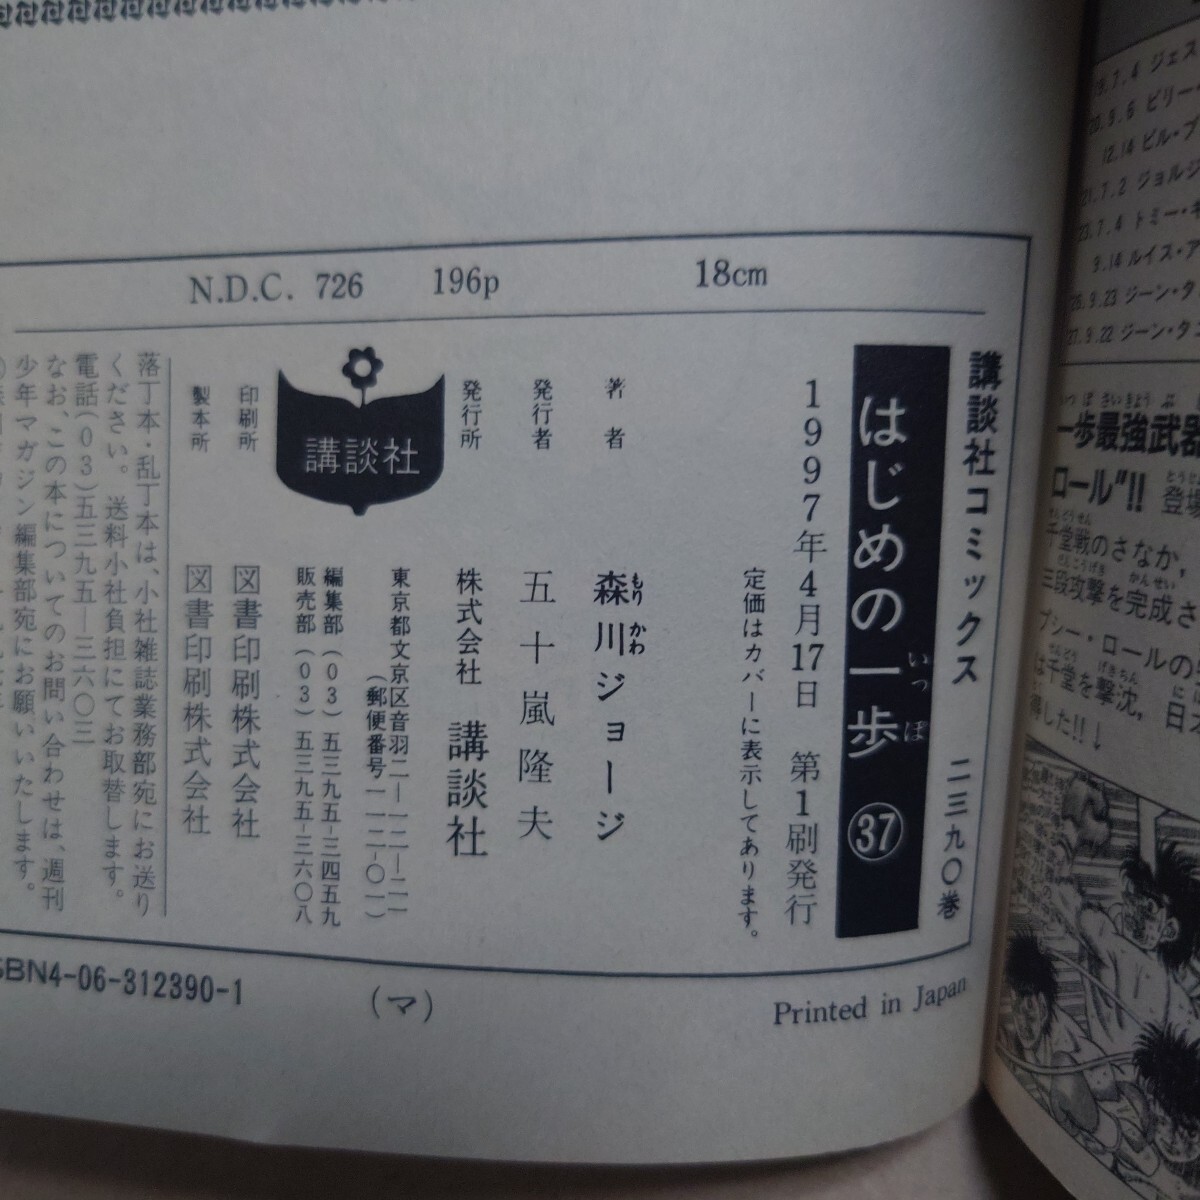 N.D.C. 726 196p 18cm
講談社コミックス 二三九〇巻
はじめの一歩 ㊲
いっぽ
1997年4月17日 第1刷発行
定価はカバーに表示してあります。
著者 森川ジョージ
もりかわ
発行者 五十嵐隆夫
発行所 株式会社 講談社
東京都文京区音羽二—一二—二一
(郵便番号一一二-〇一)
編集部(03)五三九五-三四五九
販売部(03)五三九五-三六〇八
講談社
印刷所 図書印刷株式会社
製本所 図書印刷株式会社
落丁本・乱丁本は、小社雑誌業務部宛にお送り
ください。送料小社負担にてお取替します。
電話(03)五三九五—三六〇三
なお、この本についてのお問い合わせは、週刊
少年マガジン編集部宛にお願いいたします。
SBN4-06-312390-1
(マ)
Printed in Japan
7.4 ジェス
9.6 ビリー・
12.14 ビル・ブ
21.7.2 ジョルジ
23.7.4 トミー・
9.14 ルイス・ア
26.9.23 ジーン・タ
27.9.22 ジーン・タ
一歩最強武器
ロール"!! 登場
千堂戦のさなか,
三段攻撃を完成さ
プシー・ロールの
は千堂を撃沈, 日
得した!!↓